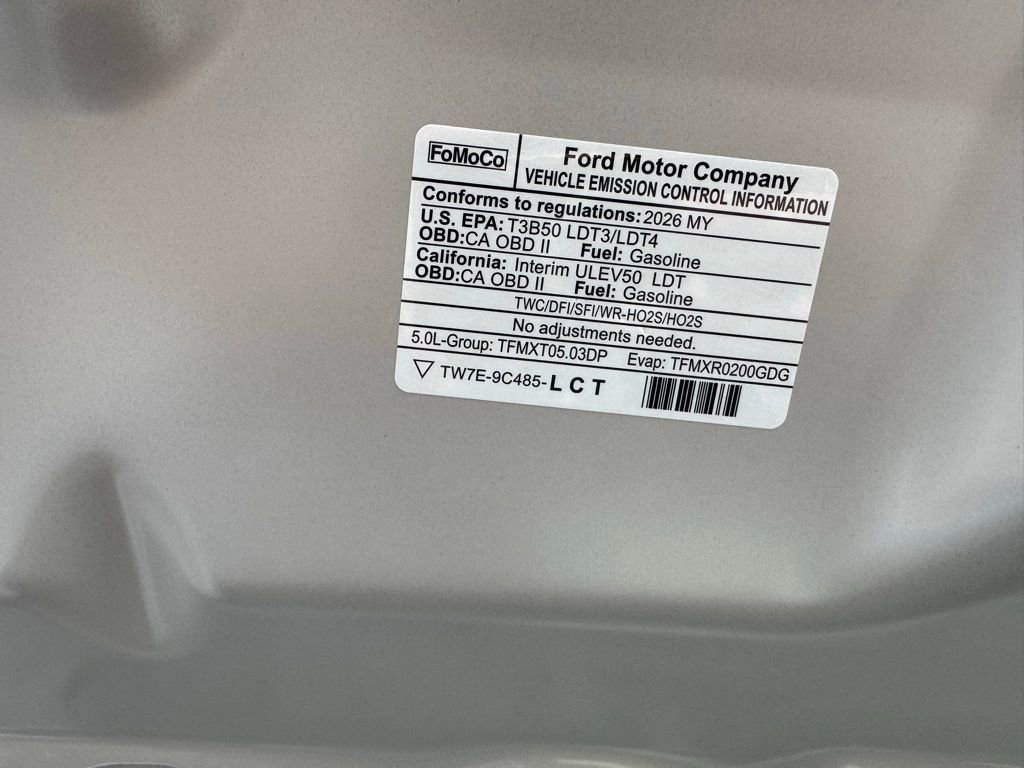 FoMoCo
Ford Motor Company
VEHICLE EMISSION CONTROL INFORMATION
Conforms to regulations: 2026 MY
U.S. EPA: T3B50 LDT3/LDT4
OBD:CA OBD II Fuel: Gasoline
California: Interim ULEV50 LDT
OBD:CA OBD II Fuel: Gasoline
TWC/DFI/SFI/WR-HO2S/HO2S
No adjustments needed.
5.0L-Group: TFMXT05.03DP Evap: TFMXR0200GDG
TW7E-9C485-LCT